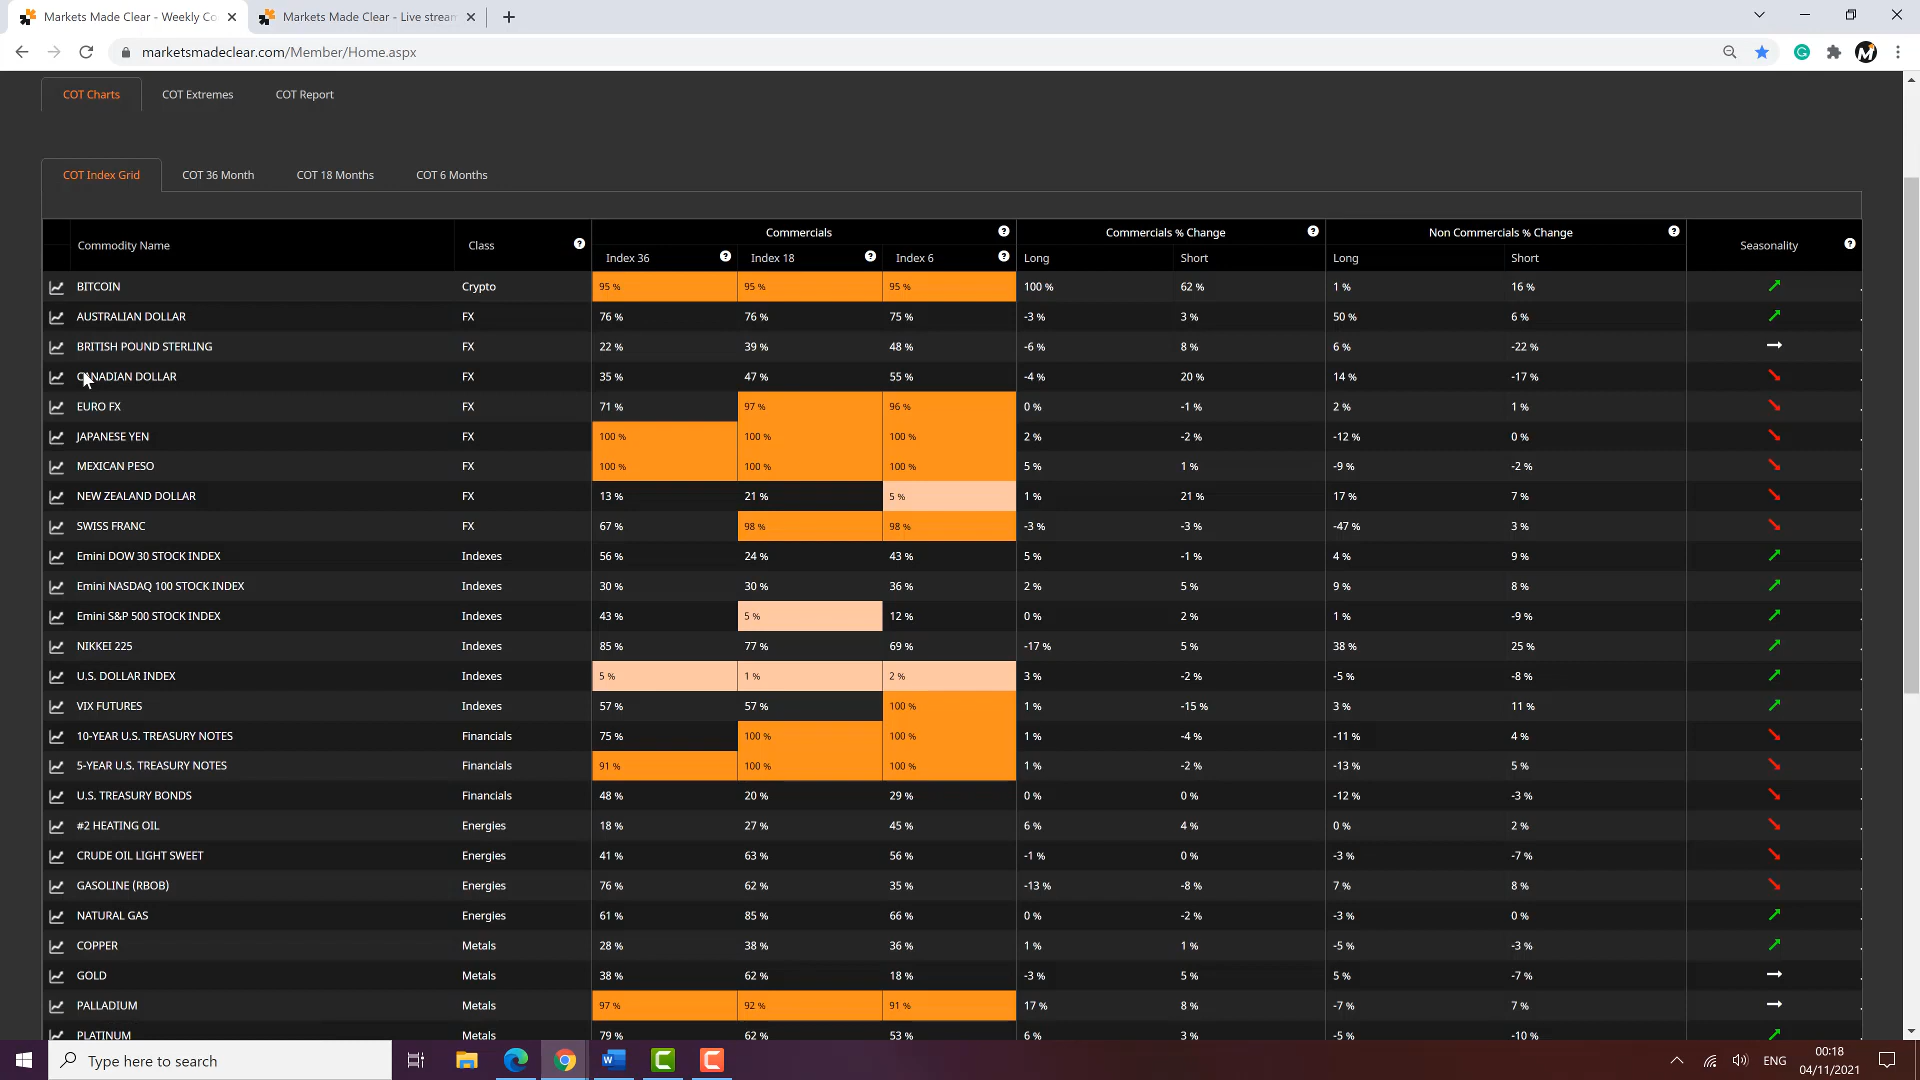 Markets Made Clear - Weekly Co
Markets Made Clear - Live stream
marketsmadeclear.com/Member/Home.aspx
COT Charts COT Extremes COT Report
COT Index Grid COT 36 Month COT 18 Months COT 6 Months
Commodity Name Class Commercials Commercials % Change Non Commercials % Change Seasonality
Index 36 Index 18 Index 6 Long Short Long Short
BITCOIN Crypto 95 % 95 % 95 % 100 % 62 % 1 % 16 %
AUSTRALIAN DOLLAR FX 76 % 76 % 75 % -3 % 3 % 50 % 6 %
BRITISH POUND STERLING FX 22 % 39 % 48 % -6 % 8 % 6 % -22 %
CANADIAN DOLLAR FX 35 % 47 % 55 % -4 % 20 % 14 % -17 %
EURO FX FX 71 % 97 % 96 % 0 % -1 % 2 % 1 %
JAPANESE YEN FX 100 % 100 % 100 % 2 % -2 % -12 % 0 %
MEXICAN PESO FX 100 % 100 % 100 % 5 % 1 % -9 % -2 %
NEW ZEALAND DOLLAR FX 13 % 21 % 5 % 1 % 21 % 17 % 7 %
SWISS FRANC FX 67 % 98 % 98 % -3 % -3 % -47 % 3 %
Emini DOW 30 STOCK INDEX Indexes 56 % 24 % 43 % 5 % -1 % 4 % 9 %
Emini NASDAQ 100 STOCK INDEX Indexes 30 % 30 % 36 % 2 % 5 % 9 % 8 %
Emini S&P 500 STOCK INDEX Indexes 43 % 5 % 12 % 0 % 2 % 1 % -9 %
NIKKEI 225 Indexes 85 % 77 % 69 % -17 % 5 % 38 % 25 %
U.S. DOLLAR INDEX Indexes 5 % 1 % 2 % 3 % -2 % -5 % -8 %
VIX FUTURES Indexes 57 % 57 % 100 % 1 % -15 % 3 % 11 %
10-YEAR U.S. TREASURY NOTES Financials 75 % 100 % 100 % 1 % -4 % -11 % 4 %
5-YEAR U.S. TREASURY NOTES Financials 91 % 100 % 100 % 1 % -2 % -13 % 5 %
U.S. TREASURY BONDS Financials 48 % 20 % 29 % 0 % 0 % -12 % -3 %
#2 HEATING OIL Energies 18 % 27 % 45 % 6 % 4 % 0 % 2 %
CRUDE OIL LIGHT SWEET Energies 41 % 63 % 56 % -1 % 0 % -3 % -7 %
GASOLINE (RBOB) Energies 76 % 62 % 35 % -13 % -8 % 7 % 8 %
NATURAL GAS Energies 61 % 85 % 66 % 0 % -2 % -3 % 0 %
COPPER Metals 28 % 38 % 36 % 1 % 1 % -5 % -3 %
GOLD Metals 38 % 62 % 18 % -3 % 5 % 5 % -7 %
PALLADIUM Metals 97 % 92 % 91 % 17 % 8 % -7 % 7 %
PLATINUM Metals 79 % 62 % 53 % 6 % 3 % -5 % -10 %
Type here to search
ENG
00:18
04/11/2021